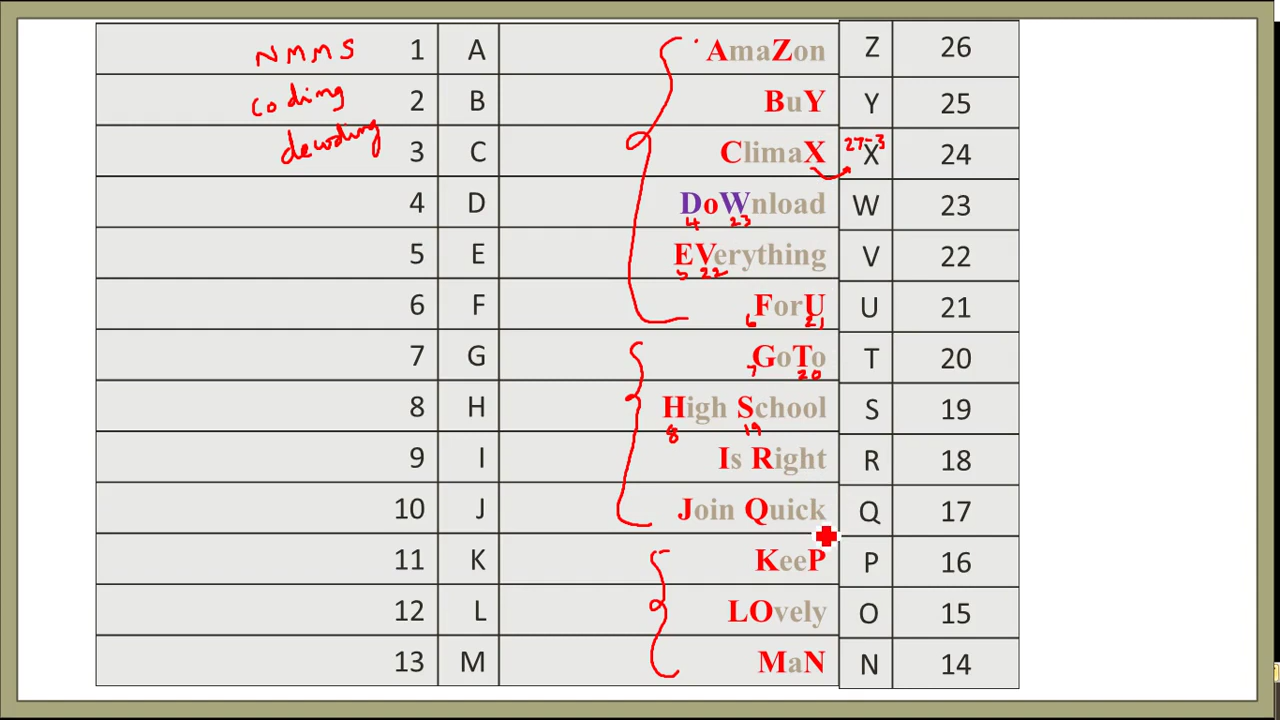 NMMS 1 A AmaZon Z 26
coding 2 B BuY Y 25
decoding 3 C ClimaX 27-3 X 24
4 D DoWnload W 23
4 23
5 E EVerything V 22
5 22
6 F ForU U 21
6 21
7 G GoTo T 20
7 20
8 H High School S 19
8 19
9 I Is Right R 18
10 J Join Quick Q 17
11 K KeeP P 16
12 L LOvely O 15
13 M MaN N 14